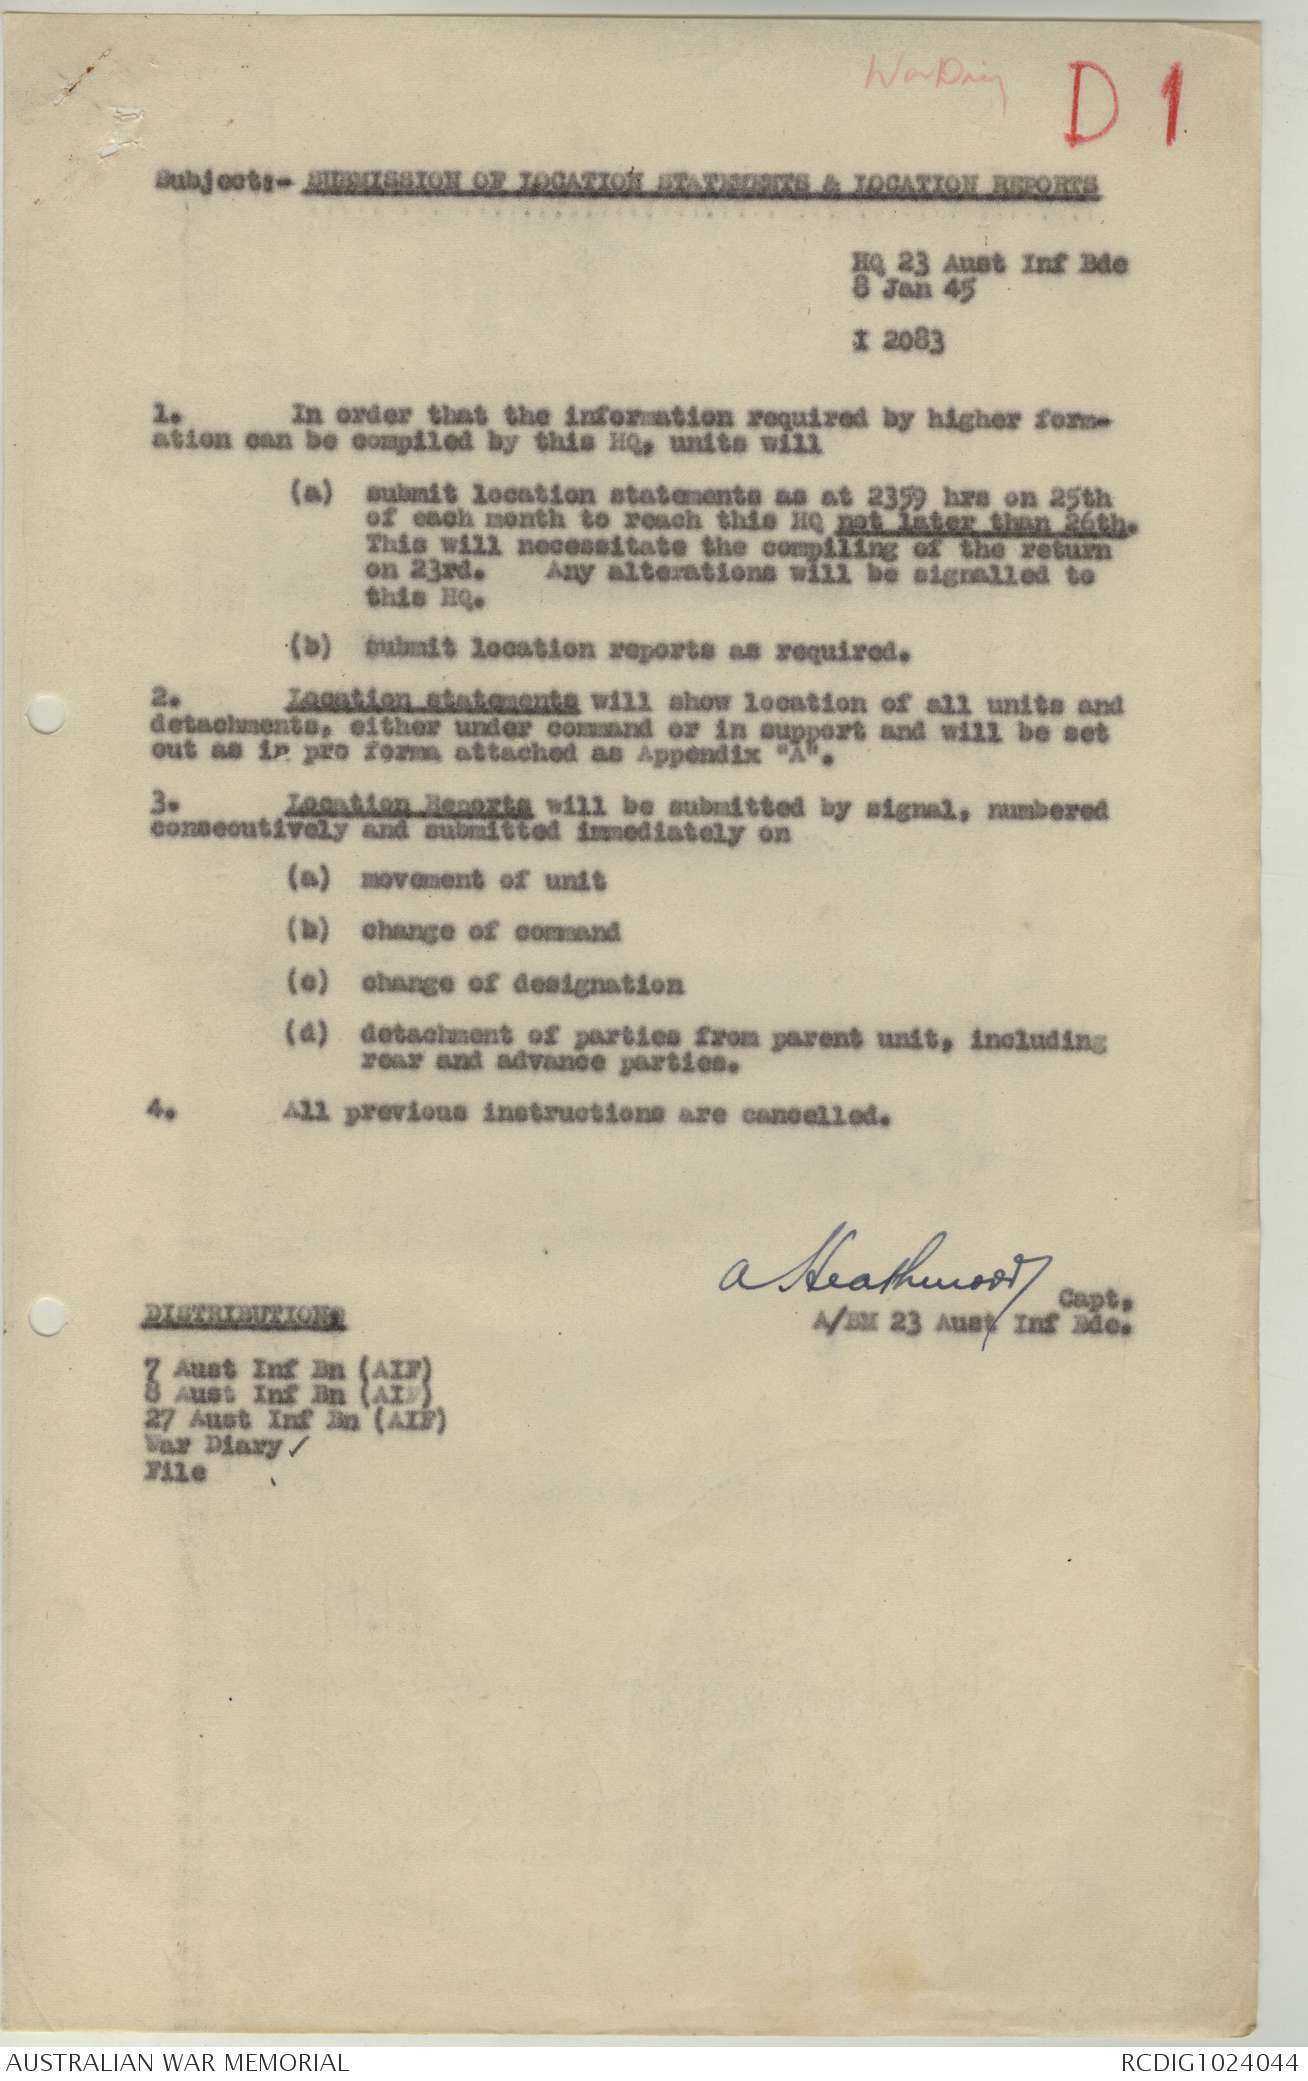 War Diary
D 1
Subject:- SUBMISSION OF LOCATION STATEMENTS & LOCATION REPORTS
HQ 23 Aust Inf Bde
8 Jan 45
I 2083
1. In order that the information required by higher form-
ation can be compiled by this HQ, units will
(a) submit location statements as at 2359 hrs on 25th
of each month to reach this HQ not later than 26th.
This will necessitate the compiling of the return
on 23rd. Any alterations will be signalled to
this HQ.
(b) submit location reports as required.
2. Location statements will show location of all units and
detachments, either under command or in support and will be set
out as in pro forma attached as Appendix "A".
3. Location Reports will be submitted by signal, numbered
consecutively and submitted immediately on
(a) movement of unit
(b) change of command
(c) change of designation
(d) detachment of parties from parent unit, including
rear and advance parties.
4. All previous instructions are cancelled.
A Heathwood Capt,
A/BM 23 Aust Inf Bde.
DISTRIBUTION:
7 Aust Inf Bn (AIF)
8 Aust Inf Bn (AIF)
27 Aust Inf Bn (AIF)
War Diary ✓
File
AUSTRALIAN WAR MEMORIAL
RCDIG1024044